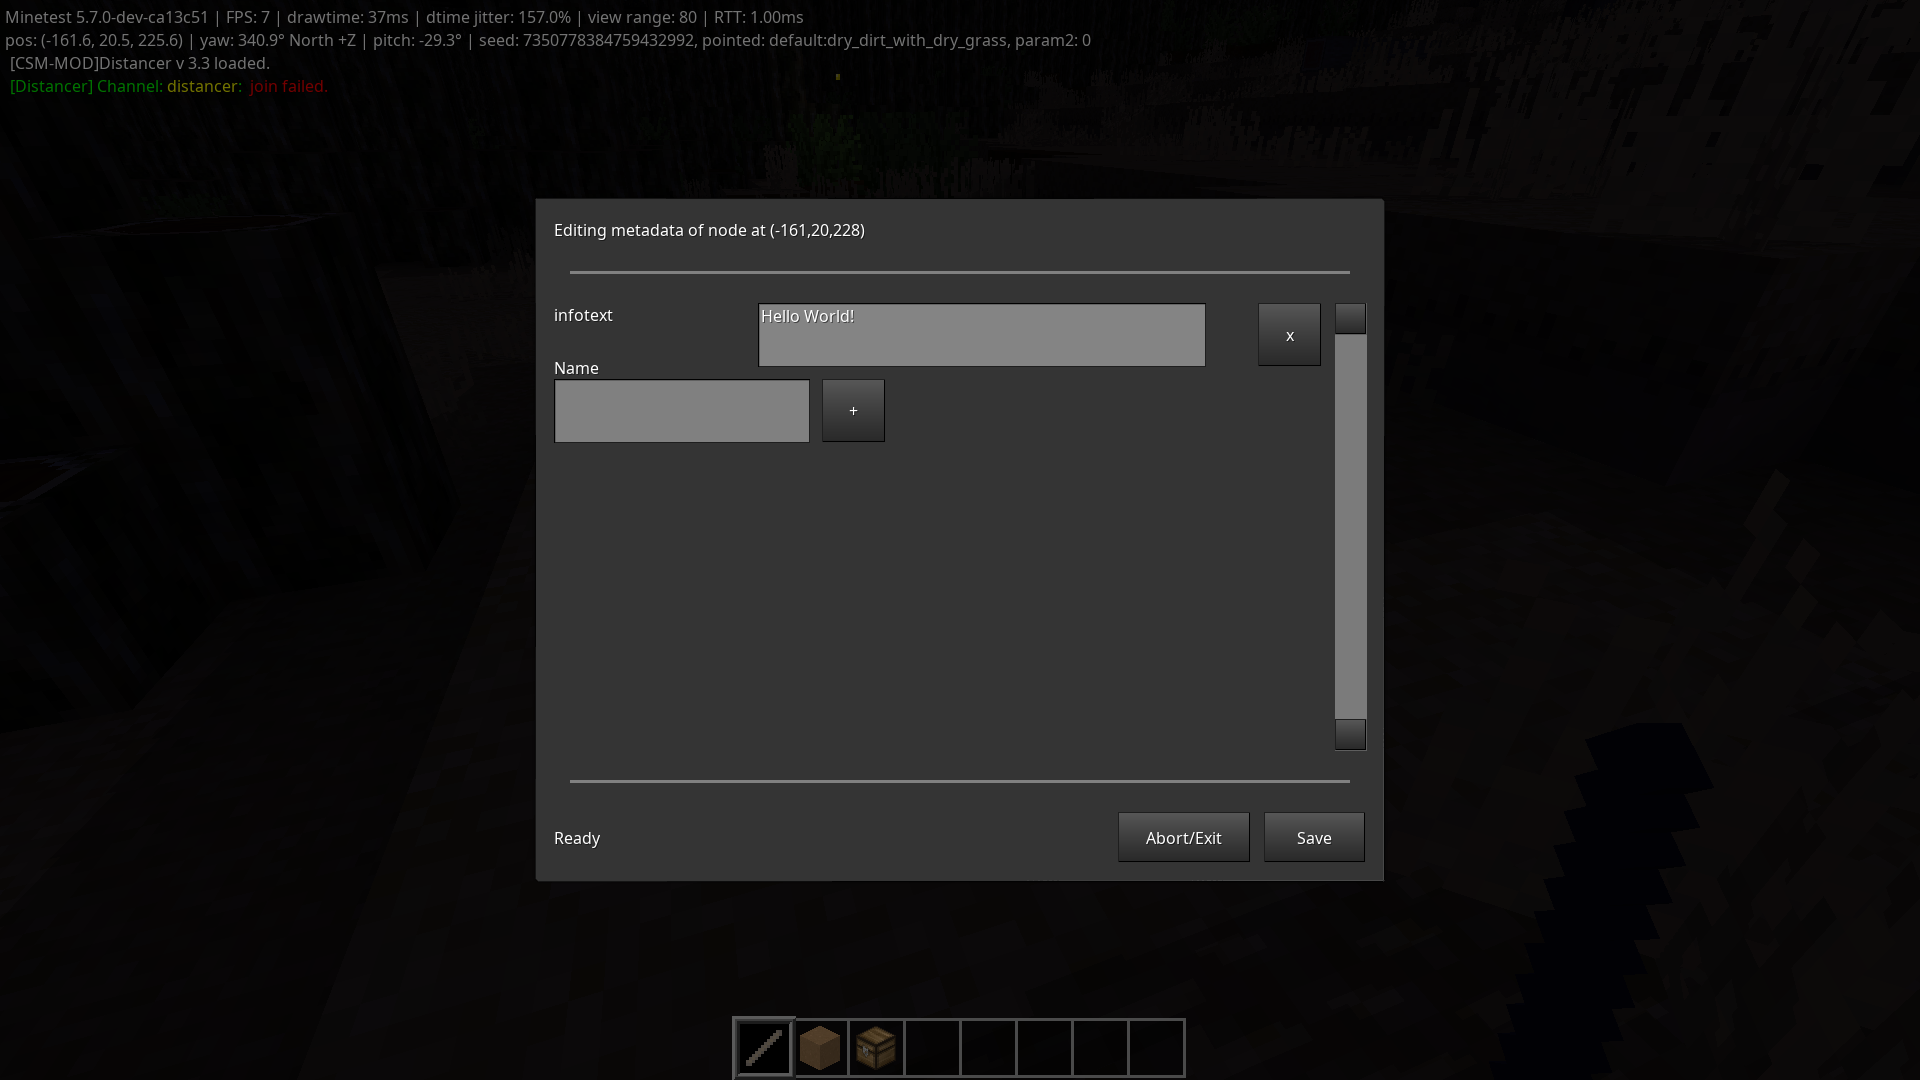 Minetest 5.7.0-dev-ca13c51 | FPS: 7 | drawtime: 37ms | dtime jitter: 157.0% | view range: 80 | RTT: 1.00ms
pos: (-161.6, 20.5, 225.6) | yaw: 340.9° North +Z | pitch: -29.3° | seed: 7350778384759432992, pointed: default:dry_dirt_with_dry_grass, param2: 0
[CSM-MOD]Distancer v 3.3 loaded.
[Distancer] Channel: distancer: join failed.
Editing metadata of node at (-161,20,228)
infotext
Hello World!
x
Name
+
Ready
Abort/Exit
Save